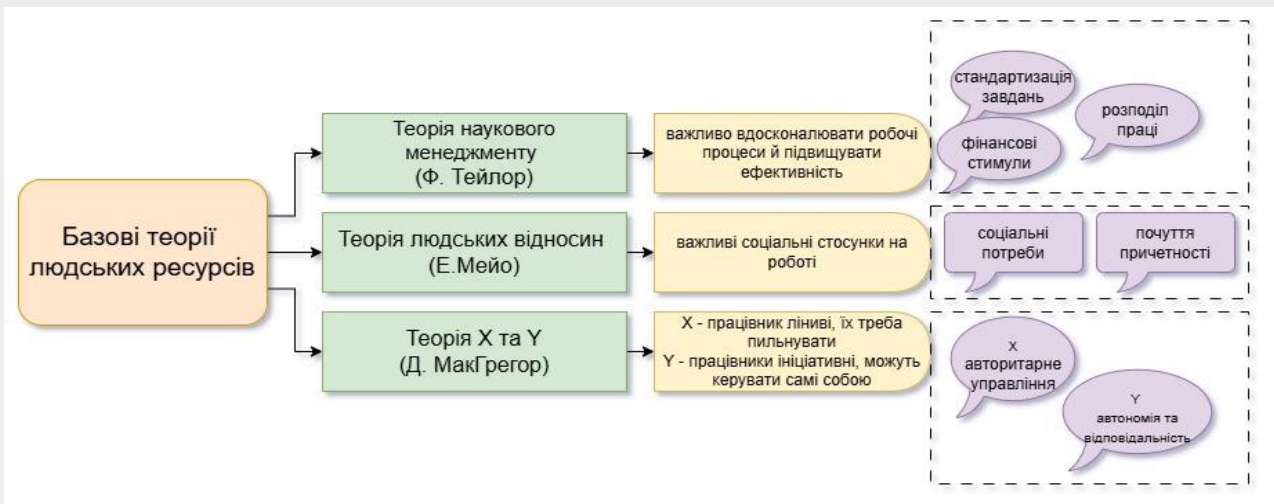 Базові теорії
людських ресурсів
Теорія наукового
менеджменту
(Ф. Тейлор)
важливо вдосконалювати робочі
процеси й підвищувати
ефективність
стандартизація
завдань
розподіл
праці
фінансові
стимули
Теорія людських відносин
(Е.Мейо)
важливі соціальні стосунки на
роботі
соціальні
потреби
почуття
причетності
Теорія X та Y
(Д. МакГрегор)
X - працівник ліниві, їх треба
пильнувати
Y - працівники ініціативні, можуть
керувати самі собою
X
авторитарне
управління
Y
автономія та
відповідальність